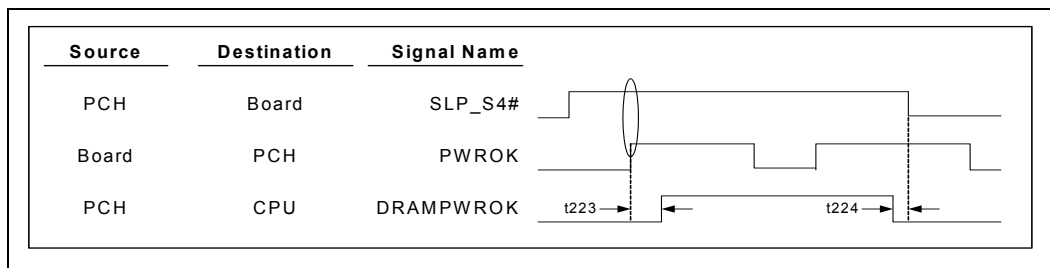 Source Destination Signal Name
PCH Board SLP_S4#
Board PCH PWROK
PCH CPU DRAMPWROK t223 t224